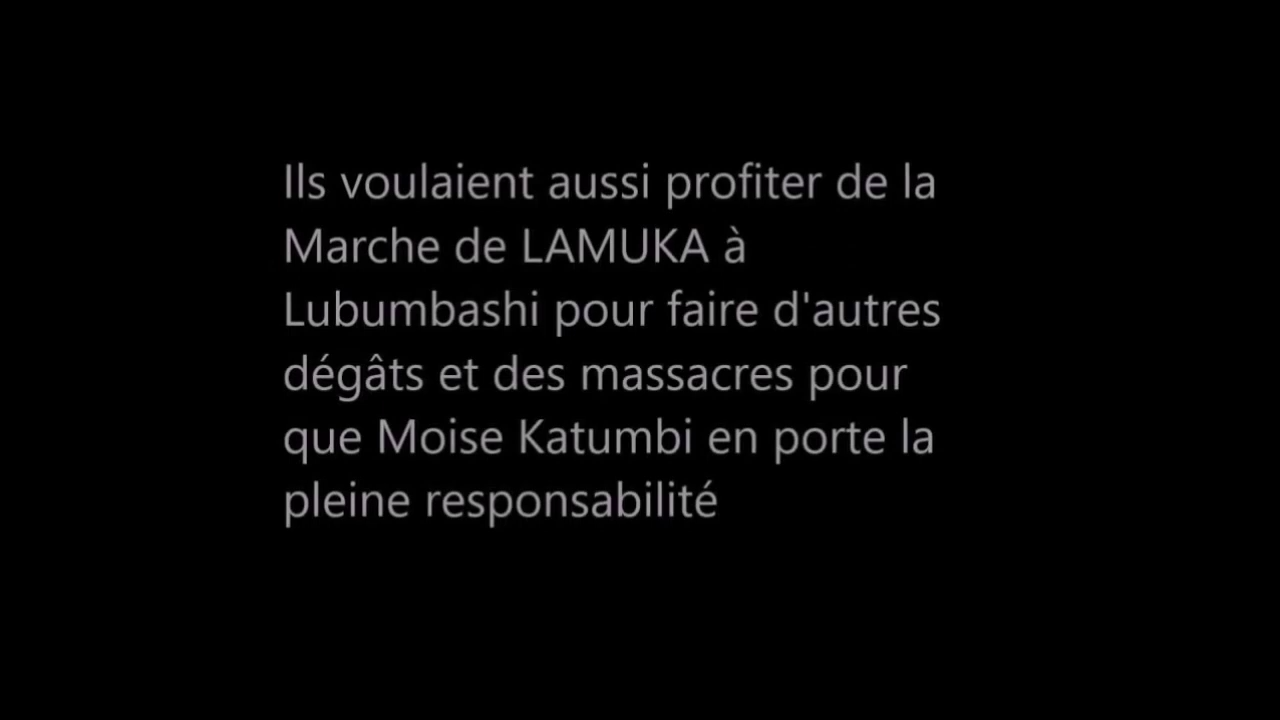 Ils voulaient aussi profiter de la
Marche de LAMUKA à
Lubumbashi pour faire d'autres
dégâts et des massacres pour
que Moise Katumbi en porte la
pleine responsabilité